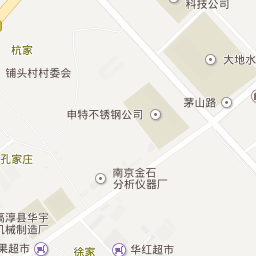 科技公司
杭家
大地水
铺头村村委会
茅山路
申特不锈钢公司
孔家庄
南京金石
分析仪器厂
高淳县华宇
机械制造厂
果超市
徐家
华红超市